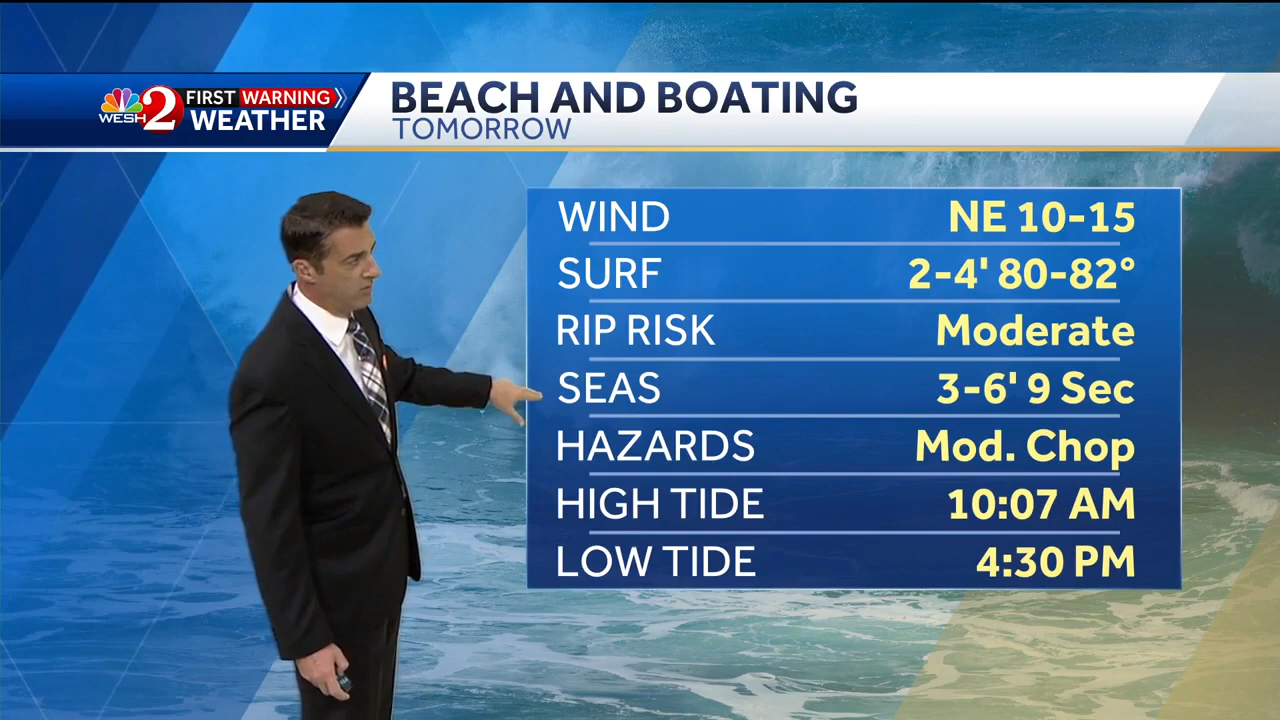 WESH 2 FIRST WARNING
WEATHER
BEACH AND BOATING
TOMORROW
WIND NE 10-15
SURF 2-4' 80-82°
RIP RISK Moderate
SEAS 3-6' 9 Sec
HAZARDS Mod. Chop
HIGH TIDE 10:07 AM
LOW TIDE 4:30 PM